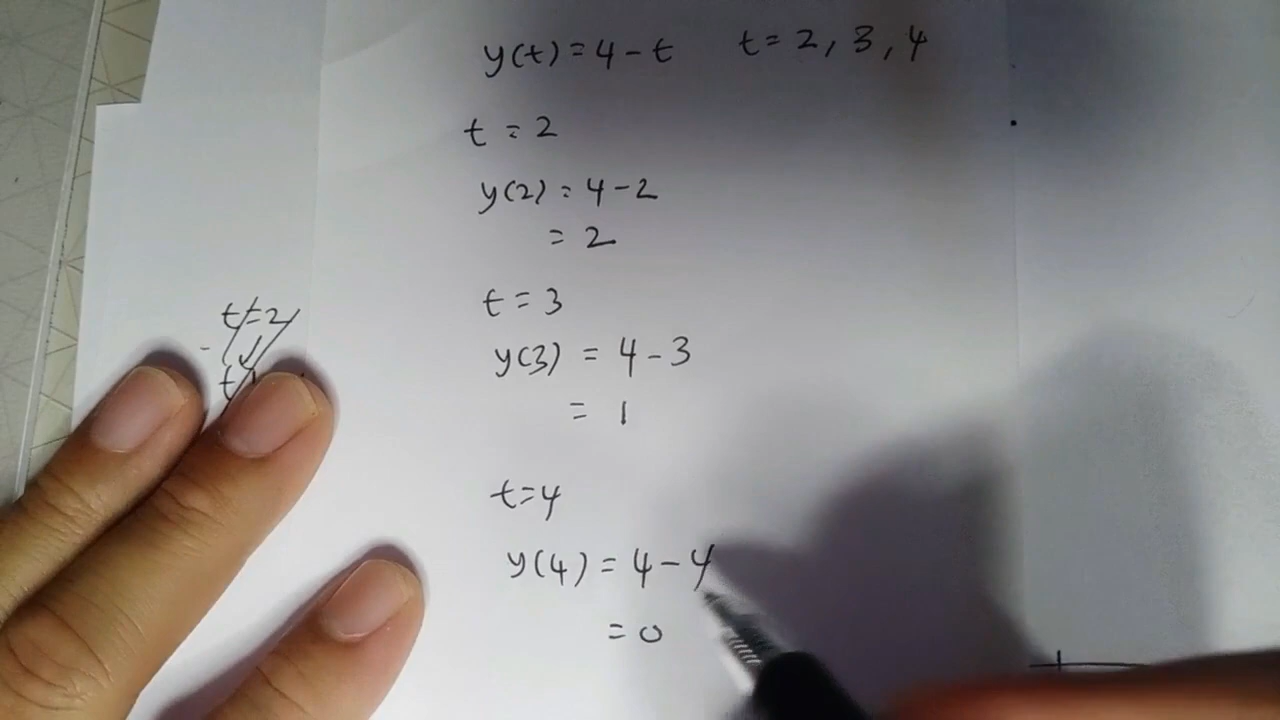 y(t) = 4 - t    t = 2, 3, 4
t = 2
y(2) = 4 - 2
= 2
t = 3
y(3) = 4 - 3
= 1
t = 4
y(4) = 4 - 4
= 0
t = 2